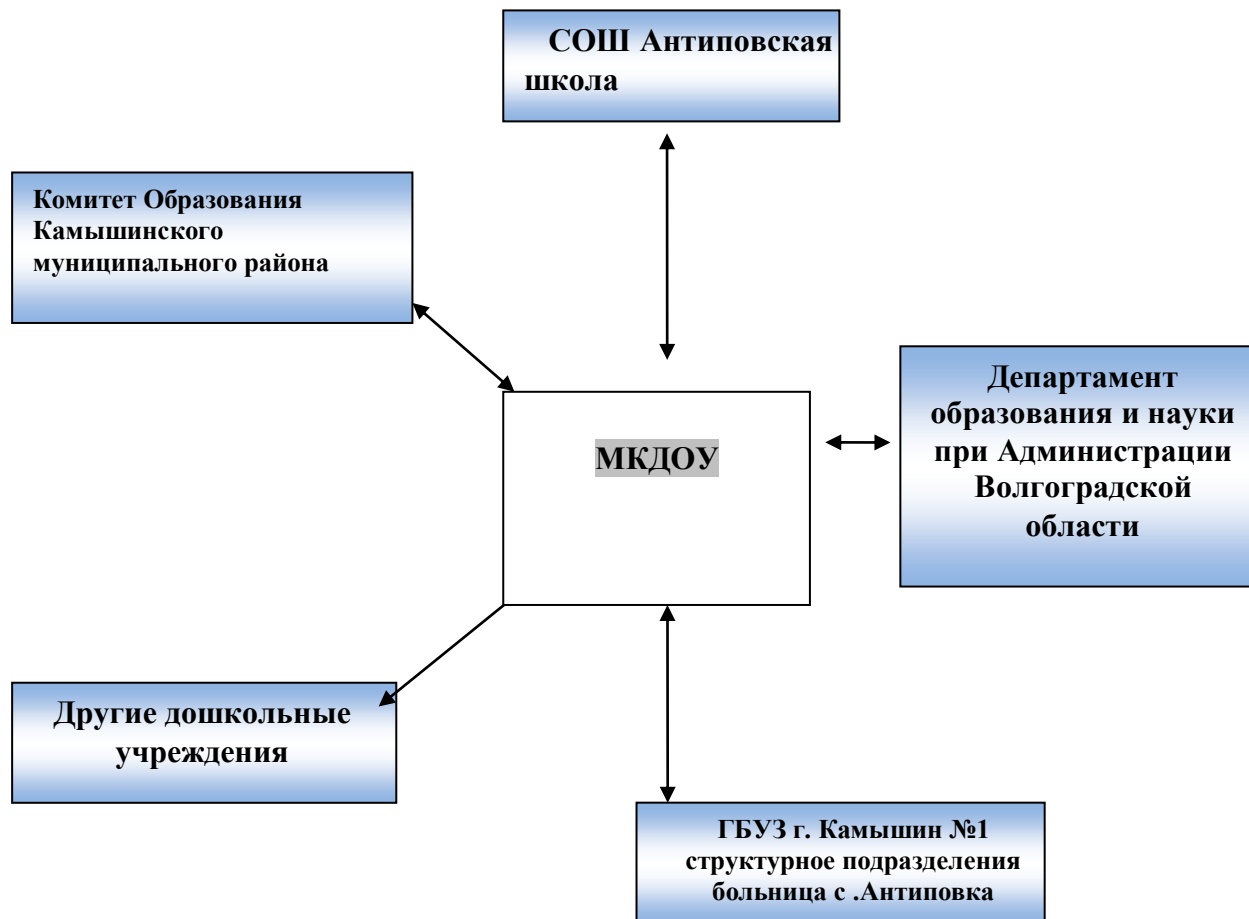 СОШ Антиповская
школа
Комитет Образования
Камышинского
муниципального района
МКДОУ
Департамент
образования и науки
при Администрации
Волгоградской
области
Другие дошкольные
учреждения
ГБУЗ г. Камышин №1
структурное подразделения
больница с .Антиповка